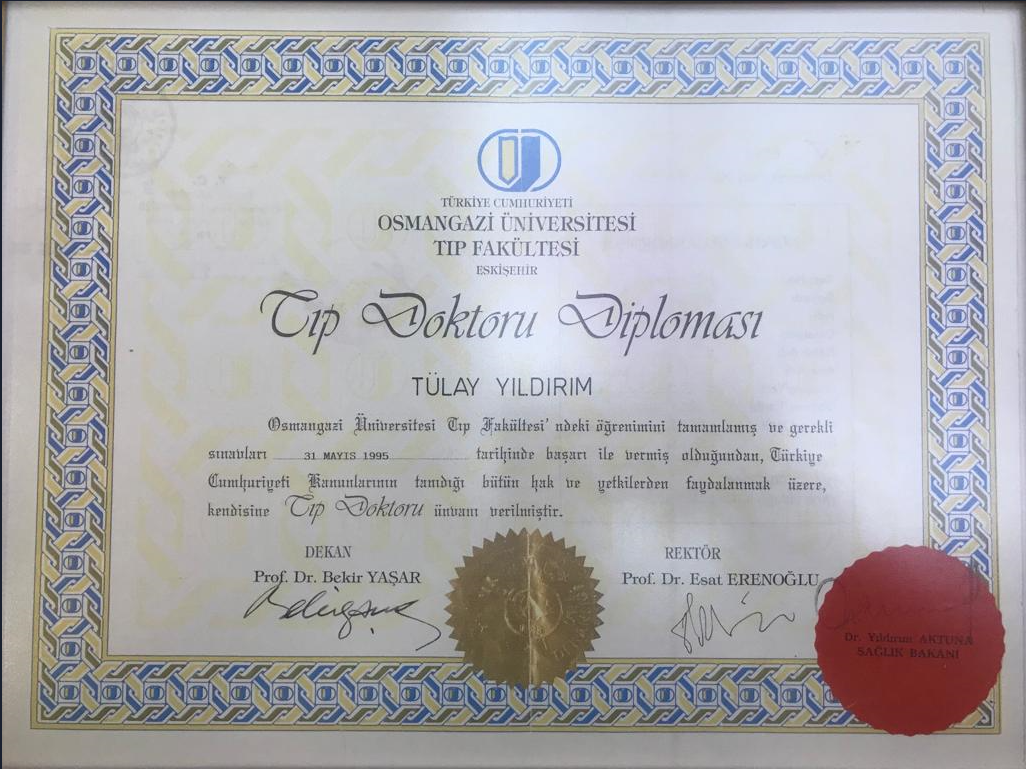 TÜRKİYE CUMHURİYETİ
OSMANGAZİ ÜNİVERSİTESİ
TIP FAKÜLTESİ
ESKİŞEHİR
Tıp Doktoru Diploması
TÜLAY YILDIRIM
Osmangazi Üniversitesi Tıp Fakültesi' ndeki öğrenimini tamamlamış ve gerekli
sınavları 31 MAYIS 1995 tarihinde başarı ile vermiş olduğundan, Türkiye
Cumhuriyeti Kanunlarının tanıdığı bütün hak ve yetkilerden faydalanmak üzere,
kendisine Tıp Doktoru ünvanı verilmiştir.
DEKAN
Prof. Dr. Bekir YAŞAR
REKTÖR
Prof. Dr. Esat ERENOĞLU
Dr. Yıldırım AKTUNA
SAĞLIK BAKANI